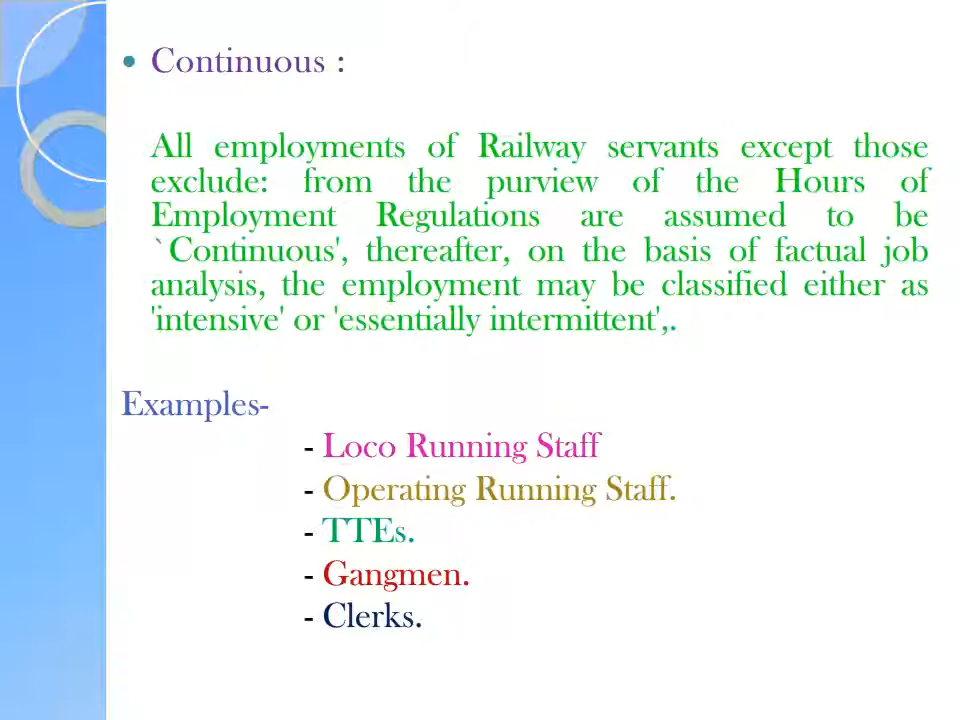 • Continuous :
All employments of Railway servants except those
exclude: from the purview of the Hours of
Employment Regulations are assumed to be
`Continuous', thereafter, on the basis of factual job
analysis, the employment may be classified either as
'intensive' or 'essentially intermittent',.
Examples-
- Loco Running Staff
- Operating Running Staff.
- TTEs.
- Gangmen.
- Clerks.